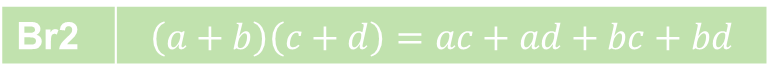 Br2 (a + b)(c + d) = ac + ad + bc + bd